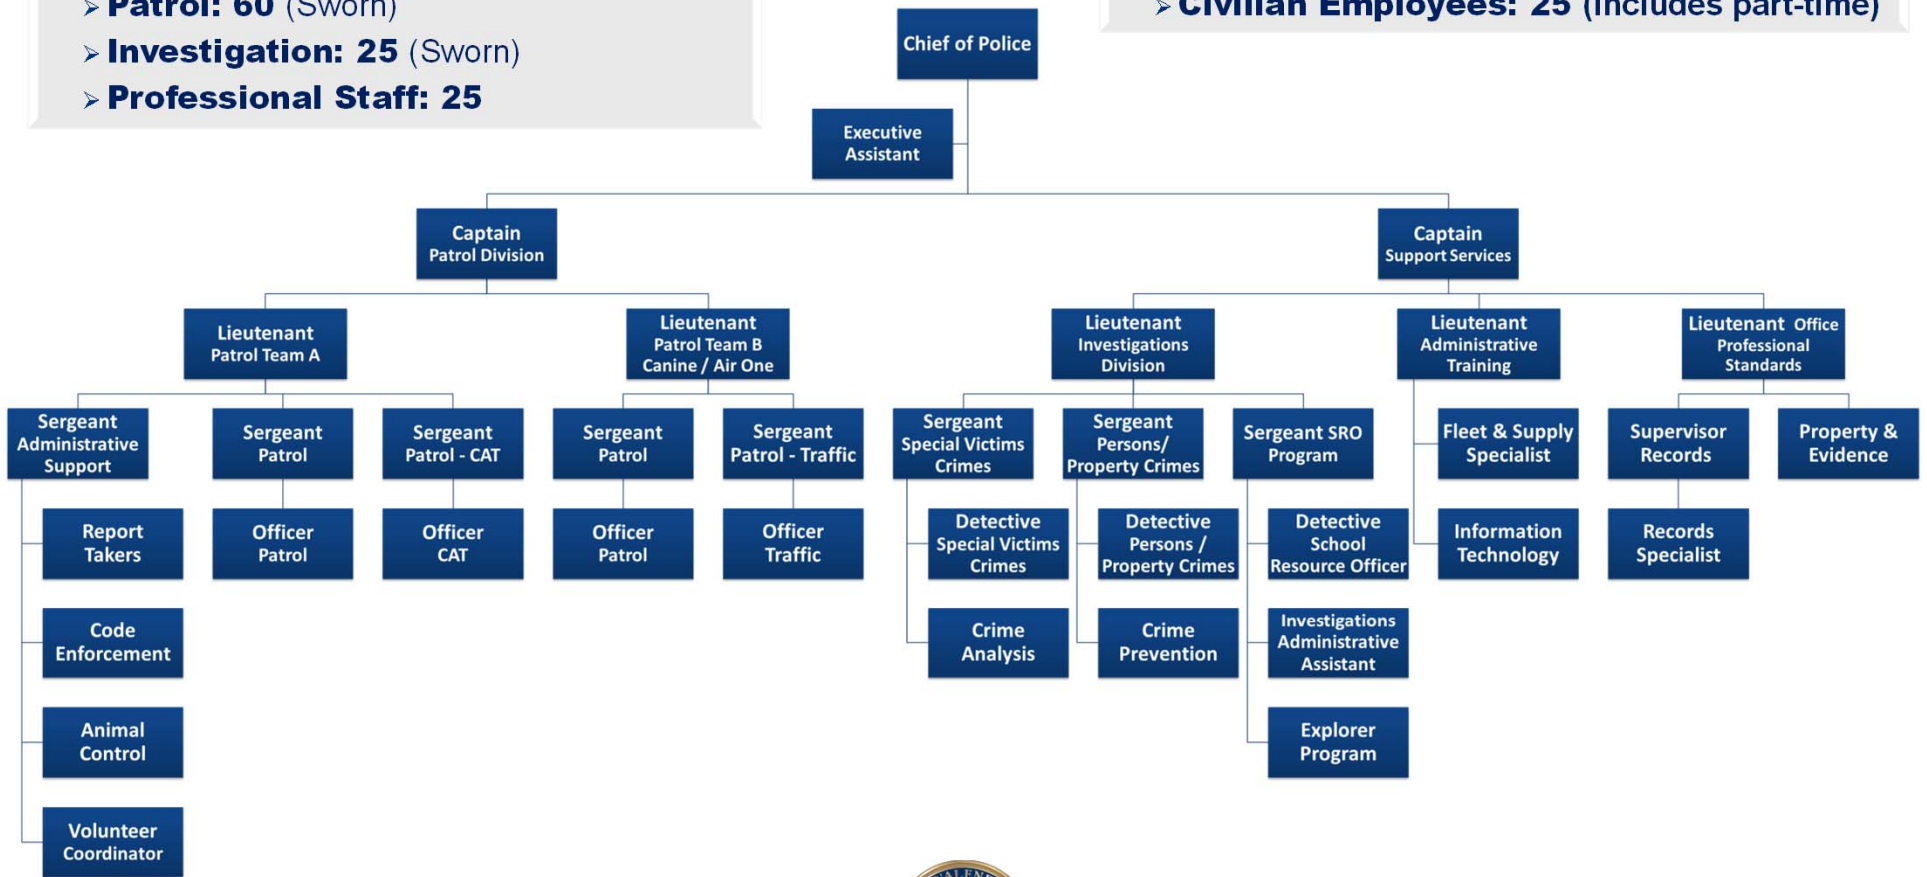 ➢ Patrol: 60 (Sworn)
➢ Investigation: 25 (Sworn)
➢ Professional Staff: 25
➢ Civilian Employees: 25 (includes part-time)
Chief of Police
Executive
Assistant
Captain
Patrol Division
Captain
Support Services
Lieutenant
Patrol Team A
Lieutenant
Patrol Team B
Canine / Air One
Lieutenant
Investigations
Division
Lieutenant
Administrative
Training
Lieutenant Office
Professional
Standards
Sergeant
Administrative
Support
Sergeant
Patrol
Sergeant
Patrol - CAT
Sergeant
Patrol
Sergeant
Patrol - Traffic
Sergeant
Special Victims
Crimes
Sergeant
Persons/
Property Crimes
Sergeant SRO
Program
Fleet & Supply
Specialist
Supervisor
Records
Property &
Evidence
Report
Takers
Officer
Patrol
Officer
CAT
Officer
Patrol
Officer
Traffic
Detective
Special Victims
Crimes
Detective
Persons /
Property Crimes
Detective
School
Resource Officer
Information
Technology
Records
Specialist
Code
Enforcement
Crime
Analysis
Crime
Prevention
Investigations
Administrative
Assistant
Animal
Control
Explorer
Program
Volunteer
Coordinator